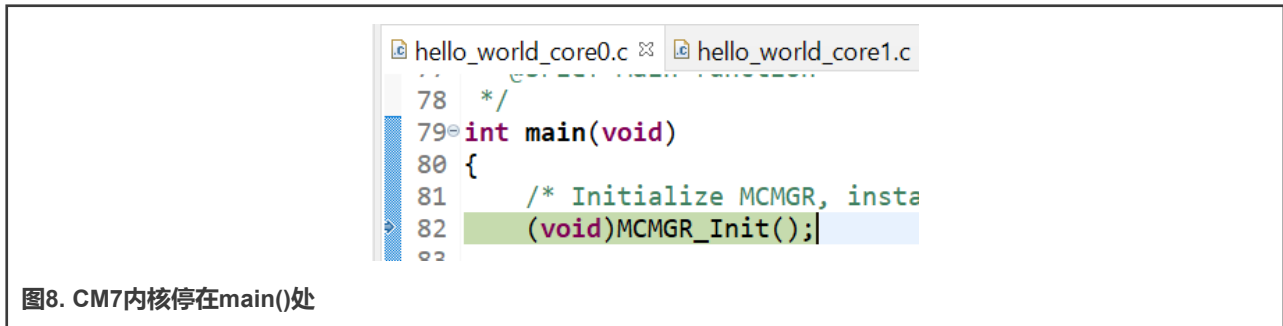 hello_world_core0.c hello_world_core1.c
78 */
79 int main(void)
80 {
81 /* Initialize MCMGR, insta
82 (void)MCMGR_Init();
83
图8. CM7内核停在main()处